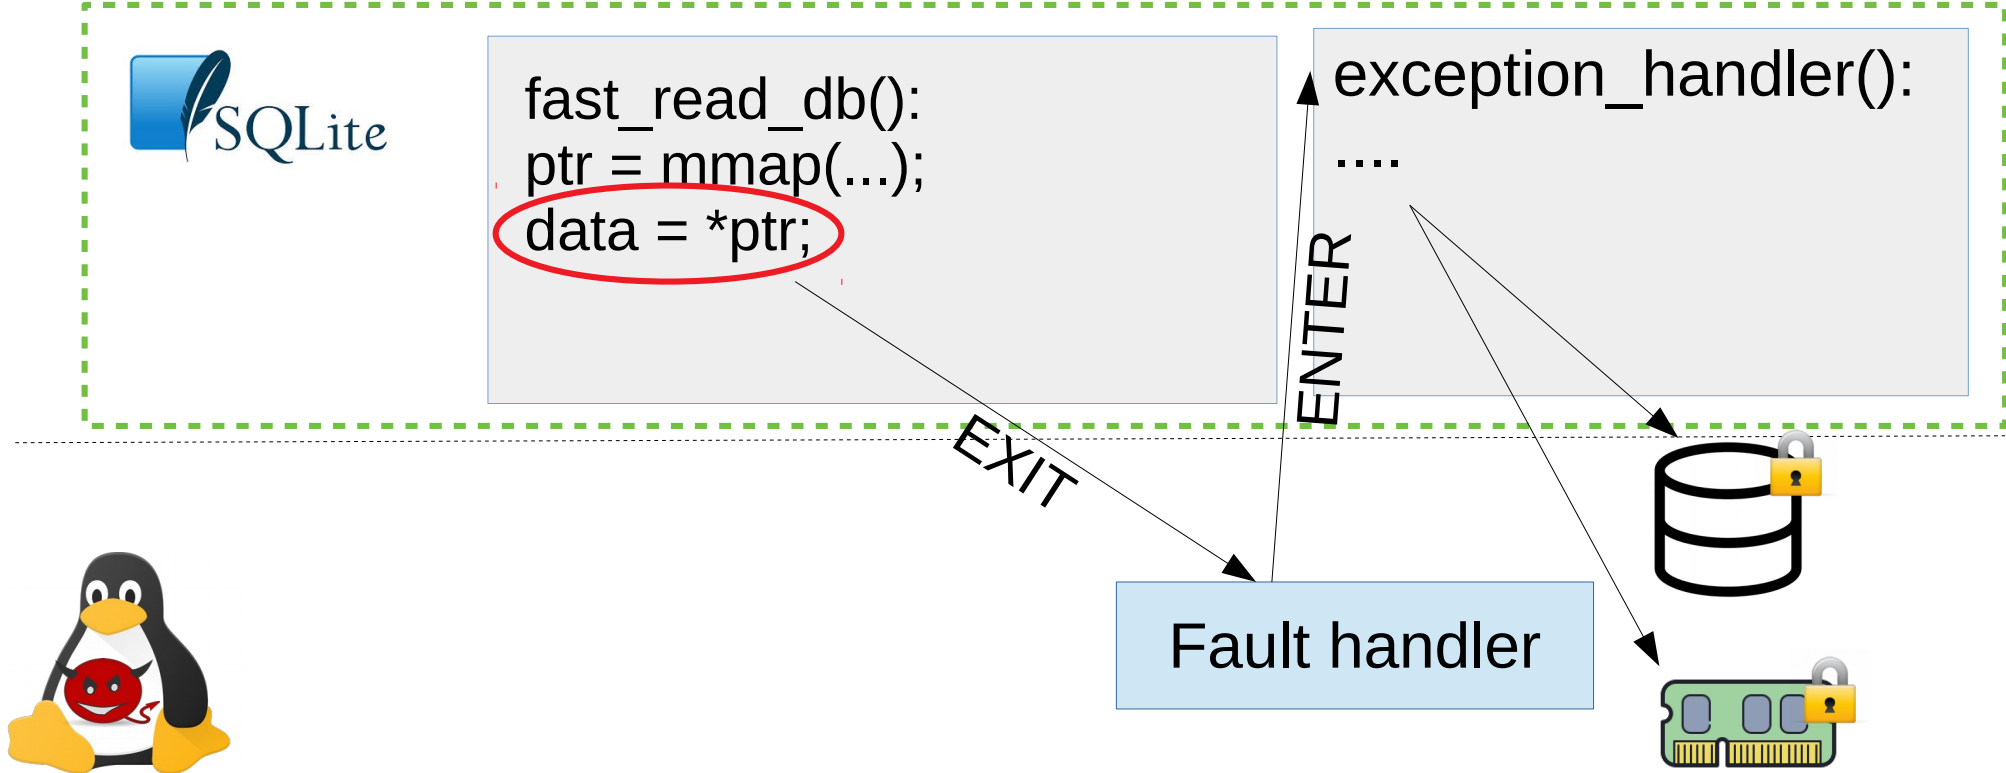 SQLite
fast_read_db():
ptr = mmap(...);
data = *ptr;
exception_handler():
....
ENTER
EXIT
Fault handler